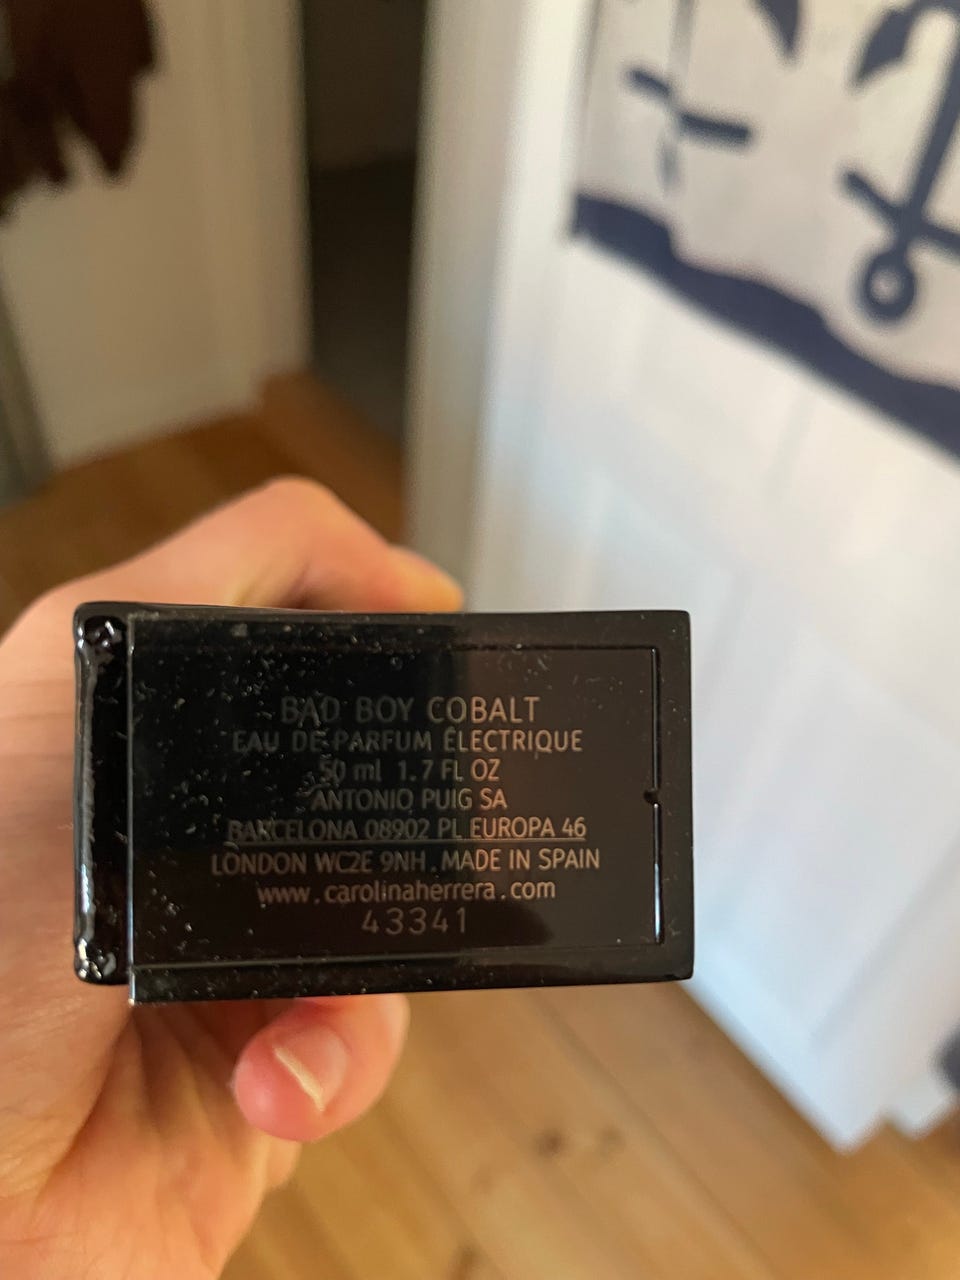 BAD BOY COBALT
EAU DE PARFUM ÉLECTRIQUE
50 ml 1.7 FL OZ
ANTONIO PUIG SA
BARCELONA 08902 PL EUROPA 46
LONDON WC2E 9NH . MADE IN SPAIN
www.carolinaherrera.com
43341